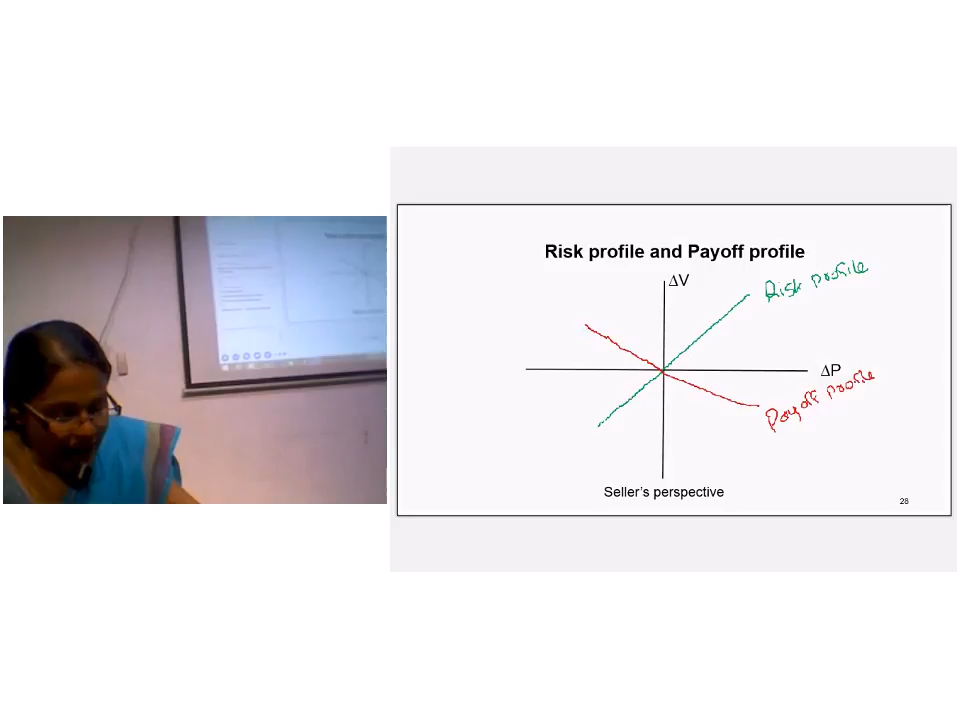 Risk profile and Payoff profile
ΔV
Risk profile
ΔP
Payoff profile
Seller's perspective
28